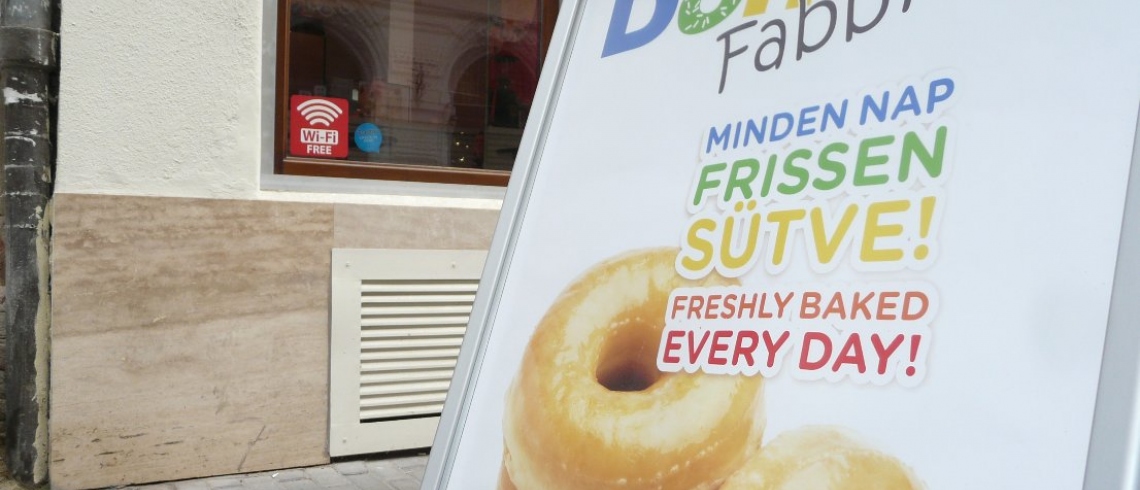 Wi-Fi
FREE
MINDEN NAP
FRISSEN
SÜTVE!
FRESHLY BAKED
EVERY DAY!